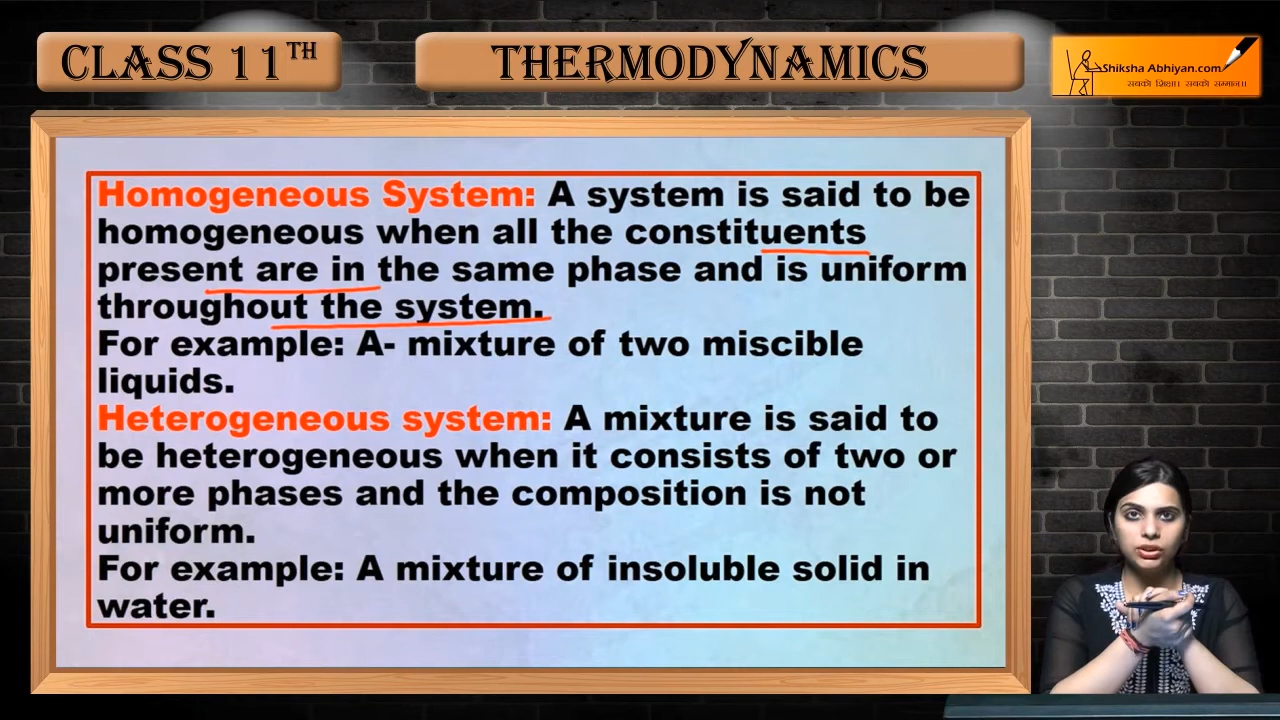 CLASS 11TH
THERMODYNAMICS
Shiksha Abhiyan.com
सबको शिक्षा। सबको सम्मान॥
Homogeneous System: A system is said to be
homogeneous when all the constituents
present are in the same phase and is uniform
throughout the system.
For example: A- mixture of two miscible
liquids.
Heterogeneous system: A mixture is said to
be heterogeneous when it consists of two or
more phases and the composition is not
uniform.
For example: A mixture of insoluble solid in
water.